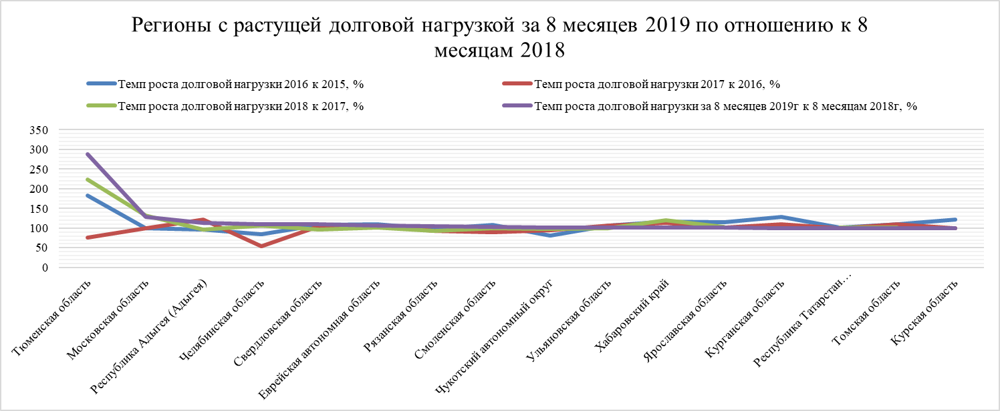 Регионы с растущей долговой нагрузкой за 8 месяцев 2019 по отношению к 8
месяцам 2018
Темп роста долговой нагрузки 2016 к 2015, %
Темп роста долговой нагрузки 2017 к 2016, %
Темп роста долговой нагрузки 2018 к 2017, %
Темп роста долговой нагрузки за 8 месяцев 2019г к 8 месяцам 2018г, %
350
300
250
200
150
100
50
0
Тюменская область
Московская область
Республика Адыгея (Адыгея)
Челябинская область
Свердловская область
Еврейская автономная область
Рязанская область
Смоленская область
Чукотский автономный округ
Ульяновская область
Хабаровский край
Ярославская область
Курганская область
Республика Татарстан…
Томская область
Курская область